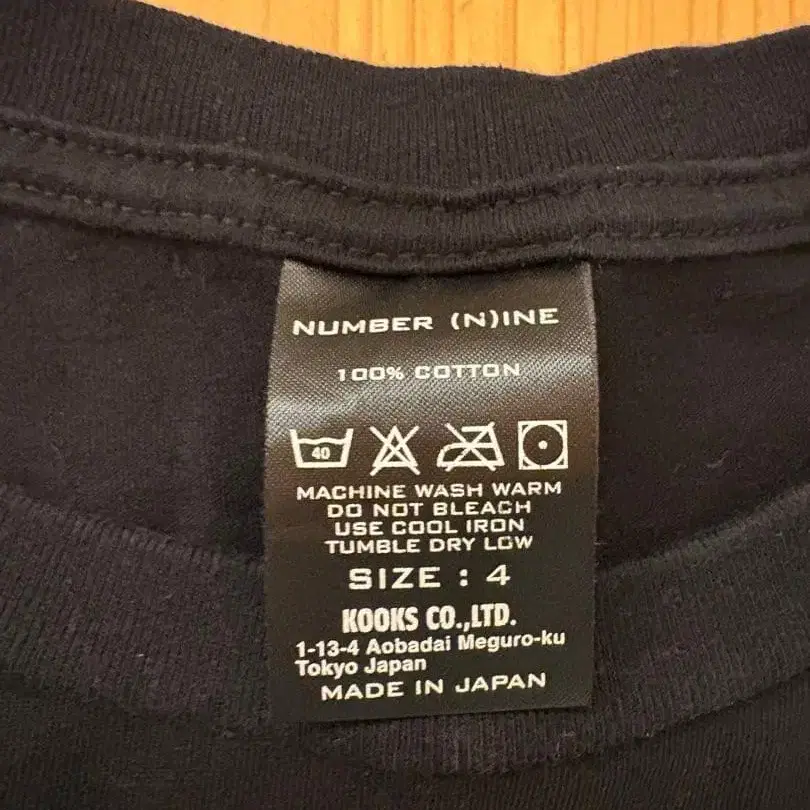 NUMBER (N)INE
100% COTTON
40
MACHINE WASH WARM
DO NOT BLEACH
USE COOL IRON
TUMBLE DRY LOW
SIZE : 4
KOOKS CO.,LTD.
1-13-4 Aobadai Meguro-ku
Tokyo Japan
MADE IN JAPAN